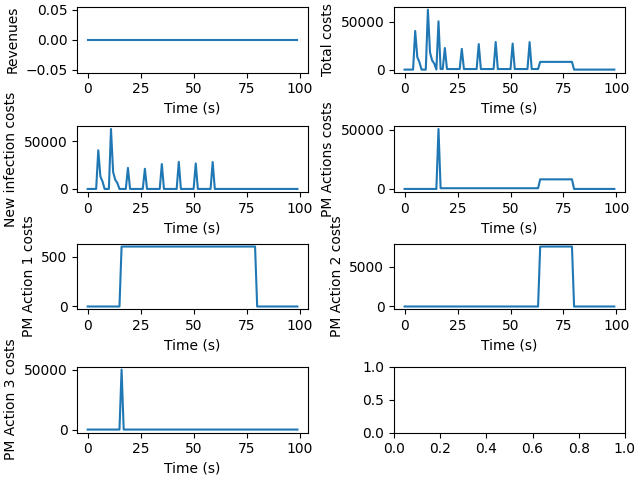 Revenues
0.05
0.00
−0.05
0 25 50 75 100
Time (s)
Total costs
50000
0
0 25 50 75 100
Time (s)
New infection costs
50000
0
0 25 50 75 100
Time (s)
PM Actions costs
50000
0
0 25 50 75 100
Time (s)
PM Action 1 costs
500
0
0 25 50 75 100
Time (s)
PM Action 2 costs
5000
0
0 25 50 75 100
Time (s)
PM Action 3 costs
50000
0
0 25 50 75 100
Time (s)
1.0
0.5
0.0
0.0 0.2 0.4 0.6 0.8 1.0